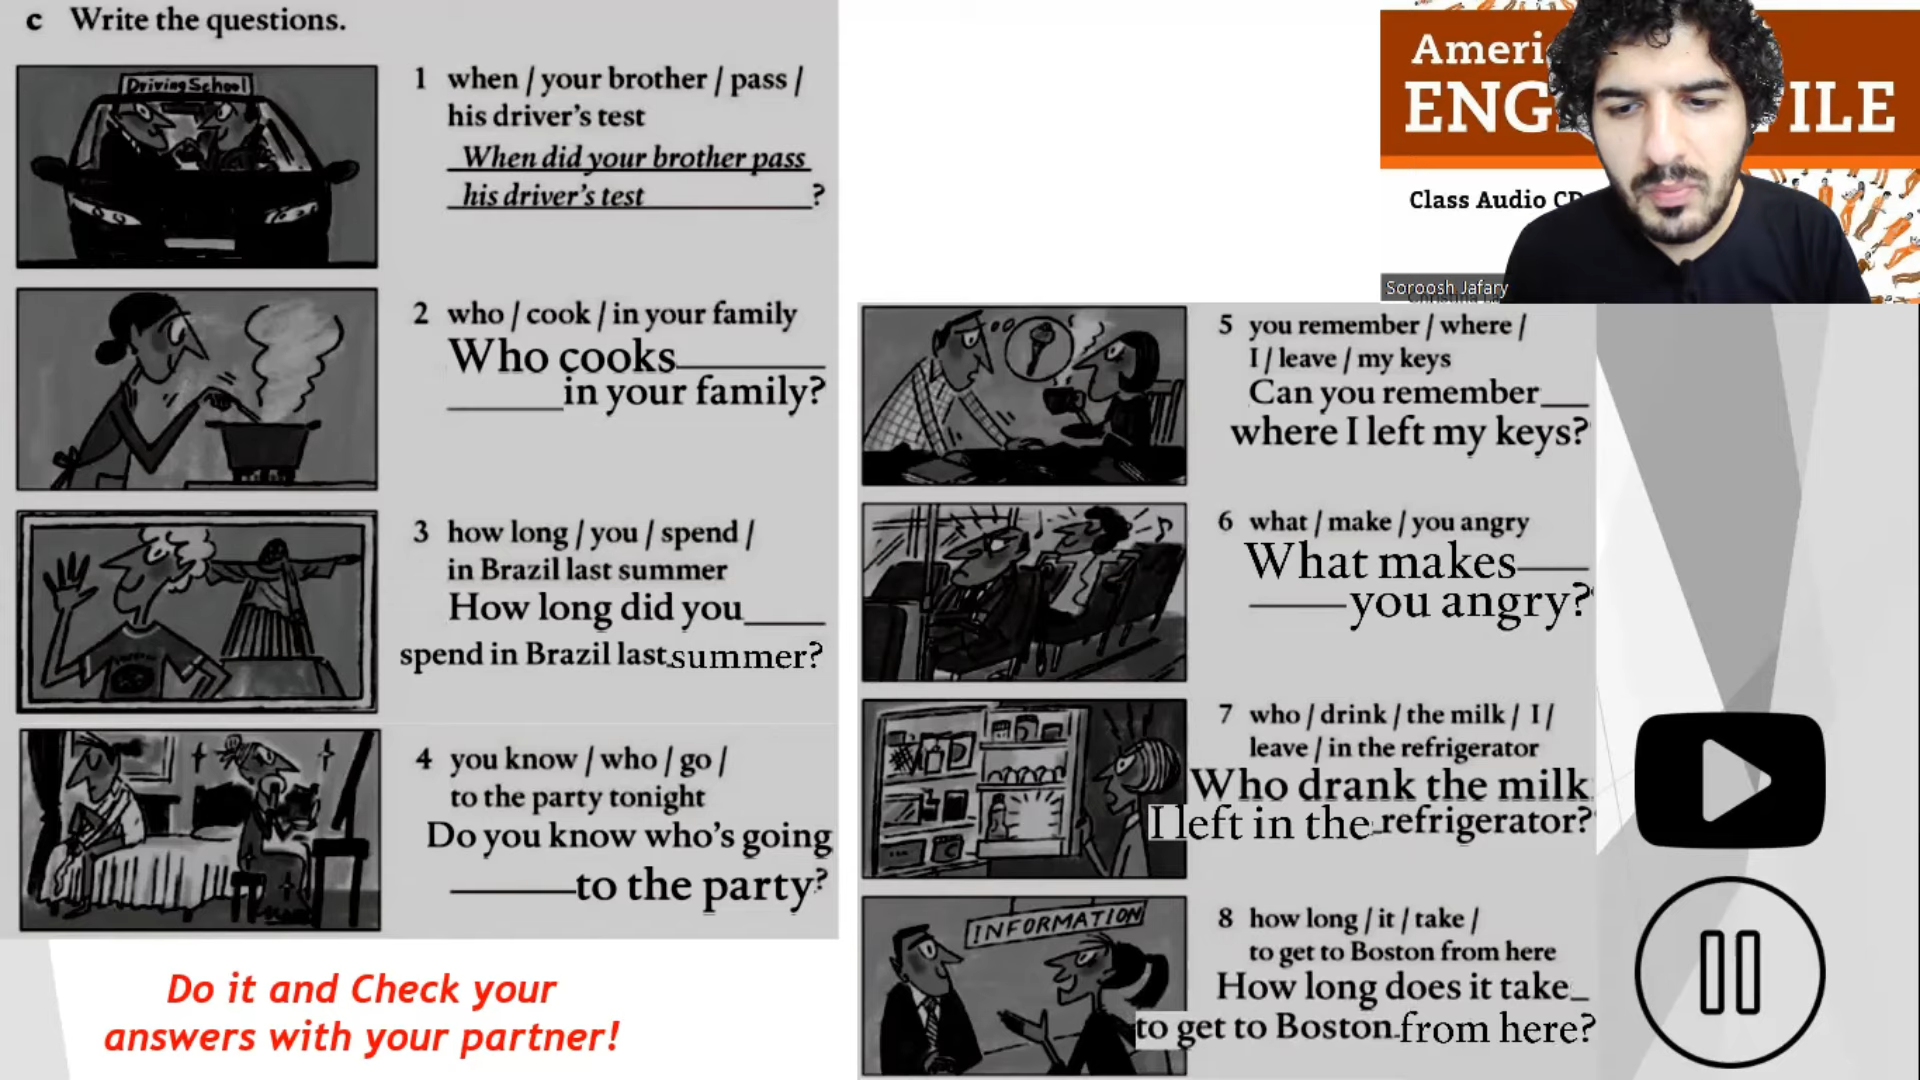 c Write the questions.
Driving School
1 when / your brother / pass /
his driver's test
When did your brother pass
his driver's test ?
2 who / cook / in your family
Who cooks
in your family?
3 how long / you / spend /
in Brazil last summer
How long did you
spend in Brazil last summer?
4 you know / who / go /
to the party tonight
Do you know who's going
to the party?
Do it and Check your
answers with your partner!
Ameri
ENG ILE
Class Audio CD
Soroosh Jafary
5 you remember / where /
I / leave / my keys
Can you remember
where I left my keys?
6 what / make / you angry
What makes
you angry?
7 who / drink / the milk / I /
leave / in the refrigerator
Who drank the milk
I left in the refrigerator?
INFORMATION
8 how long / it / take /
to get to Boston from here
How long does it take
to get to Boston from here?